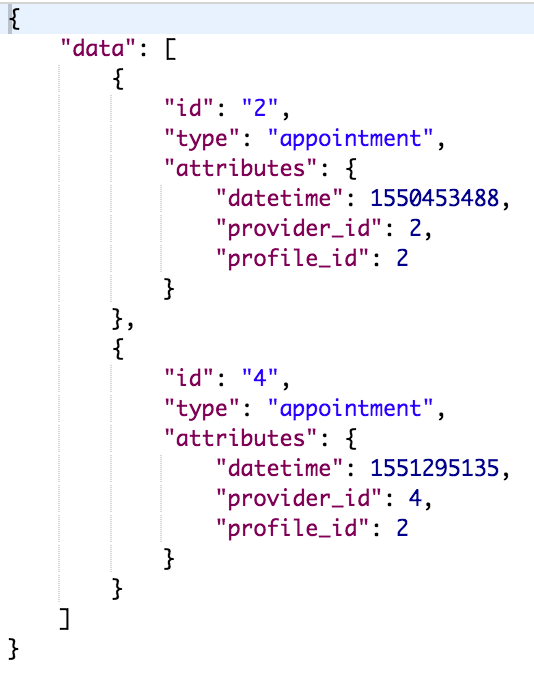 {
    "data": [
        {
            "id": "2",
            "type": "appointment",
            "attributes": {
                "datetime": 1550453488,
                "provider_id": 2,
                "profile_id": 2
            }
        },
        {
            "id": "4",
            "type": "appointment",
            "attributes": {
                "datetime": 1551295135,
                "provider_id": 4,
                "profile_id": 2
            }
        }
    ]
}